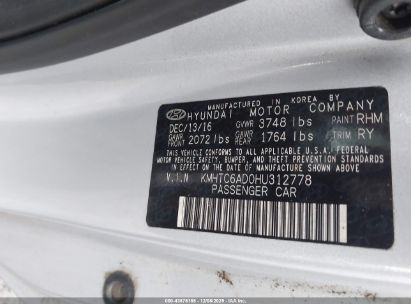 MANUFACTURED IN KOREA BY
HYUNDAI MOTOR COMPANY
DEC/13/16 GVWR 3748 lbs PAINT RHM
GAWR FRONT 2072 lbs GAWR REAR 1764 lbs TRIM RY
THIS VEHICLE CONFORMS TO ALL APPLICABLE U.S.A. FEDERAL
MOTOR VEHICLE SAFETY, BUMPER, AND THEFT PREVENTION STANDARDS
IN EFFECT ON THE DATE OF MANUFACTURE SHOWN ABOVE.
V.I.N KMHTC6AD0HU312778
PASSENGER CAR